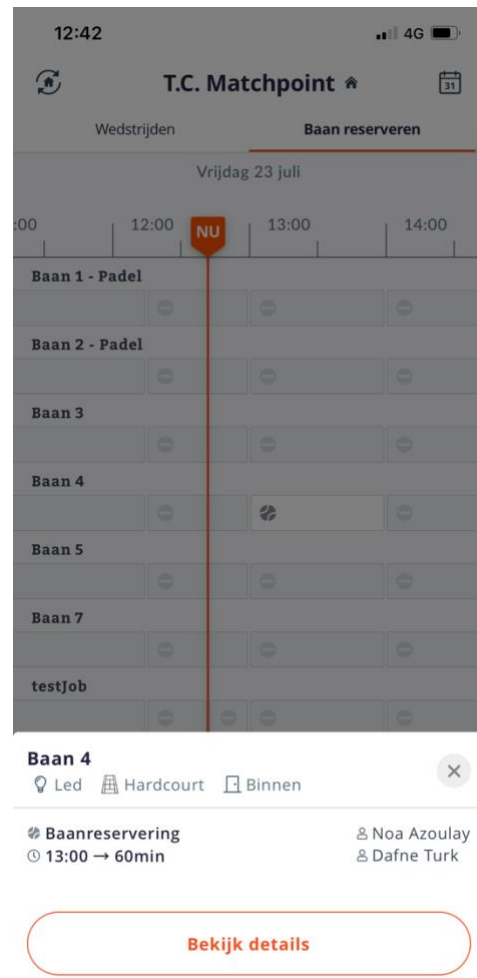 12:42
4G
T.C. Matchpoint
31
Wedstrijden
Baan reserveren
Vrijdag 23 juli
:00
12:00
NU
13:00
14:00
Baan 1 - Padel
Baan 2 - Padel
Baan 3
Baan 4
Baan 5
Baan 7
testJob
Baan 4
Led Hardcourt Binnen
Baanreservering
Noa Azoulay
13:00 → 60min
Dafne Turk
Bekijk details